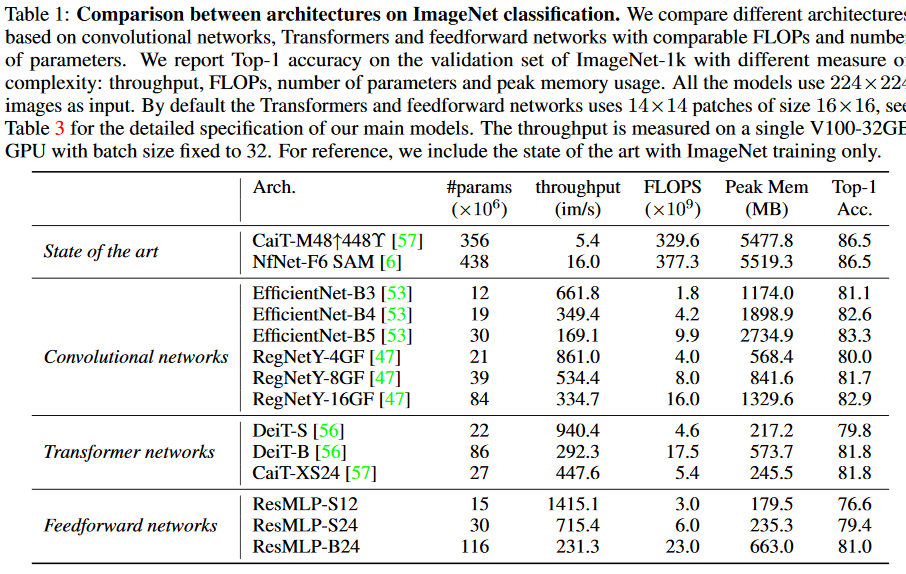 Table 1: Comparison between architectures on ImageNet classification. We compare different architectures
based on convolutional networks, Transformers and feedforward networks with comparable FLOPs and number
of parameters. We report Top-1 accuracy on the validation set of ImageNet-1k with different measure of
complexity: throughput, FLOPs, number of parameters and peak memory usage. All the models use 224×224
images as input. By default the Transformers and feedforward networks uses 14×14 patches of size 16×16, see
Table 3 for the detailed specification of our main models. The throughput is measured on a single V100-32GB
GPU with batch size fixed to 32. For reference, we include the state of the art with ImageNet training only.
Arch. #params throughput FLOPS Peak Mem Top-1
(×10⁶) (im/s) (×10⁹) (MB) Acc.
State of the art
CaiT-M48↑448ϒ [57] 356 5.4 329.6 5477.8 86.5
NfNet-F6 SAM [6] 438 16.0 377.3 5519.3 86.5
Convolutional networks
EfficientNet-B3 [53] 12 661.8 1.8 1174.0 81.1
EfficientNet-B4 [53] 19 349.4 4.2 1898.9 82.6
EfficientNet-B5 [53] 30 169.1 9.9 2734.9 83.3
RegNetY-4GF [47] 21 861.0 4.0 568.4 80.0
RegNetY-8GF [47] 39 534.4 8.0 841.6 81.7
RegNetY-16GF [47] 84 334.7 16.0 1329.6 82.9
Transformer networks
DeiT-S [56] 22 940.4 4.6 217.2 79.8
DeiT-B [56] 86 292.3 17.5 573.7 81.8
CaiT-XS24 [57] 27 447.6 5.4 245.5 81.8
Feedforward networks
ResMLP-S12 15 1415.1 3.0 179.5 76.6
ResMLP-S24 30 715.4 6.0 235.3 79.4
ResMLP-B24 116 231.3 23.0 663.0 81.0